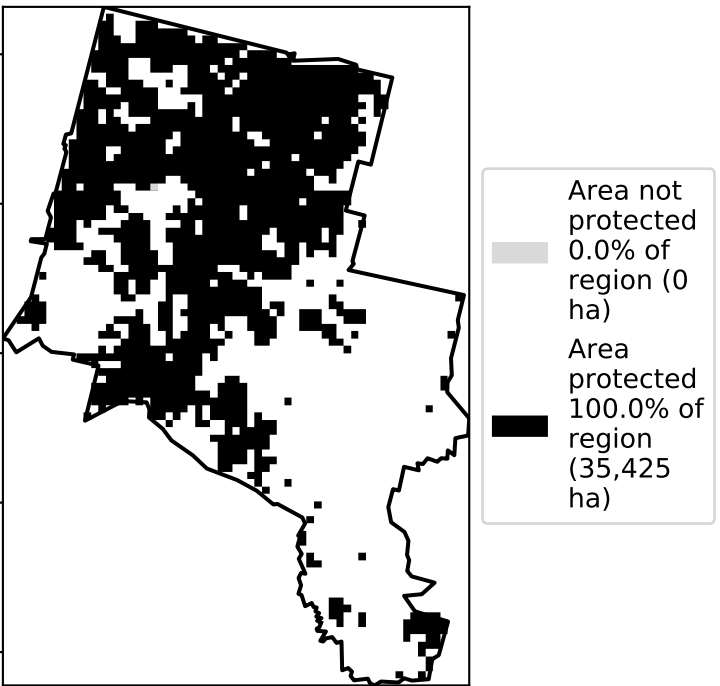 Area not
protected
0.0% of
region (0
ha)
Area
protected
100.0% of
region
(35,425
ha)